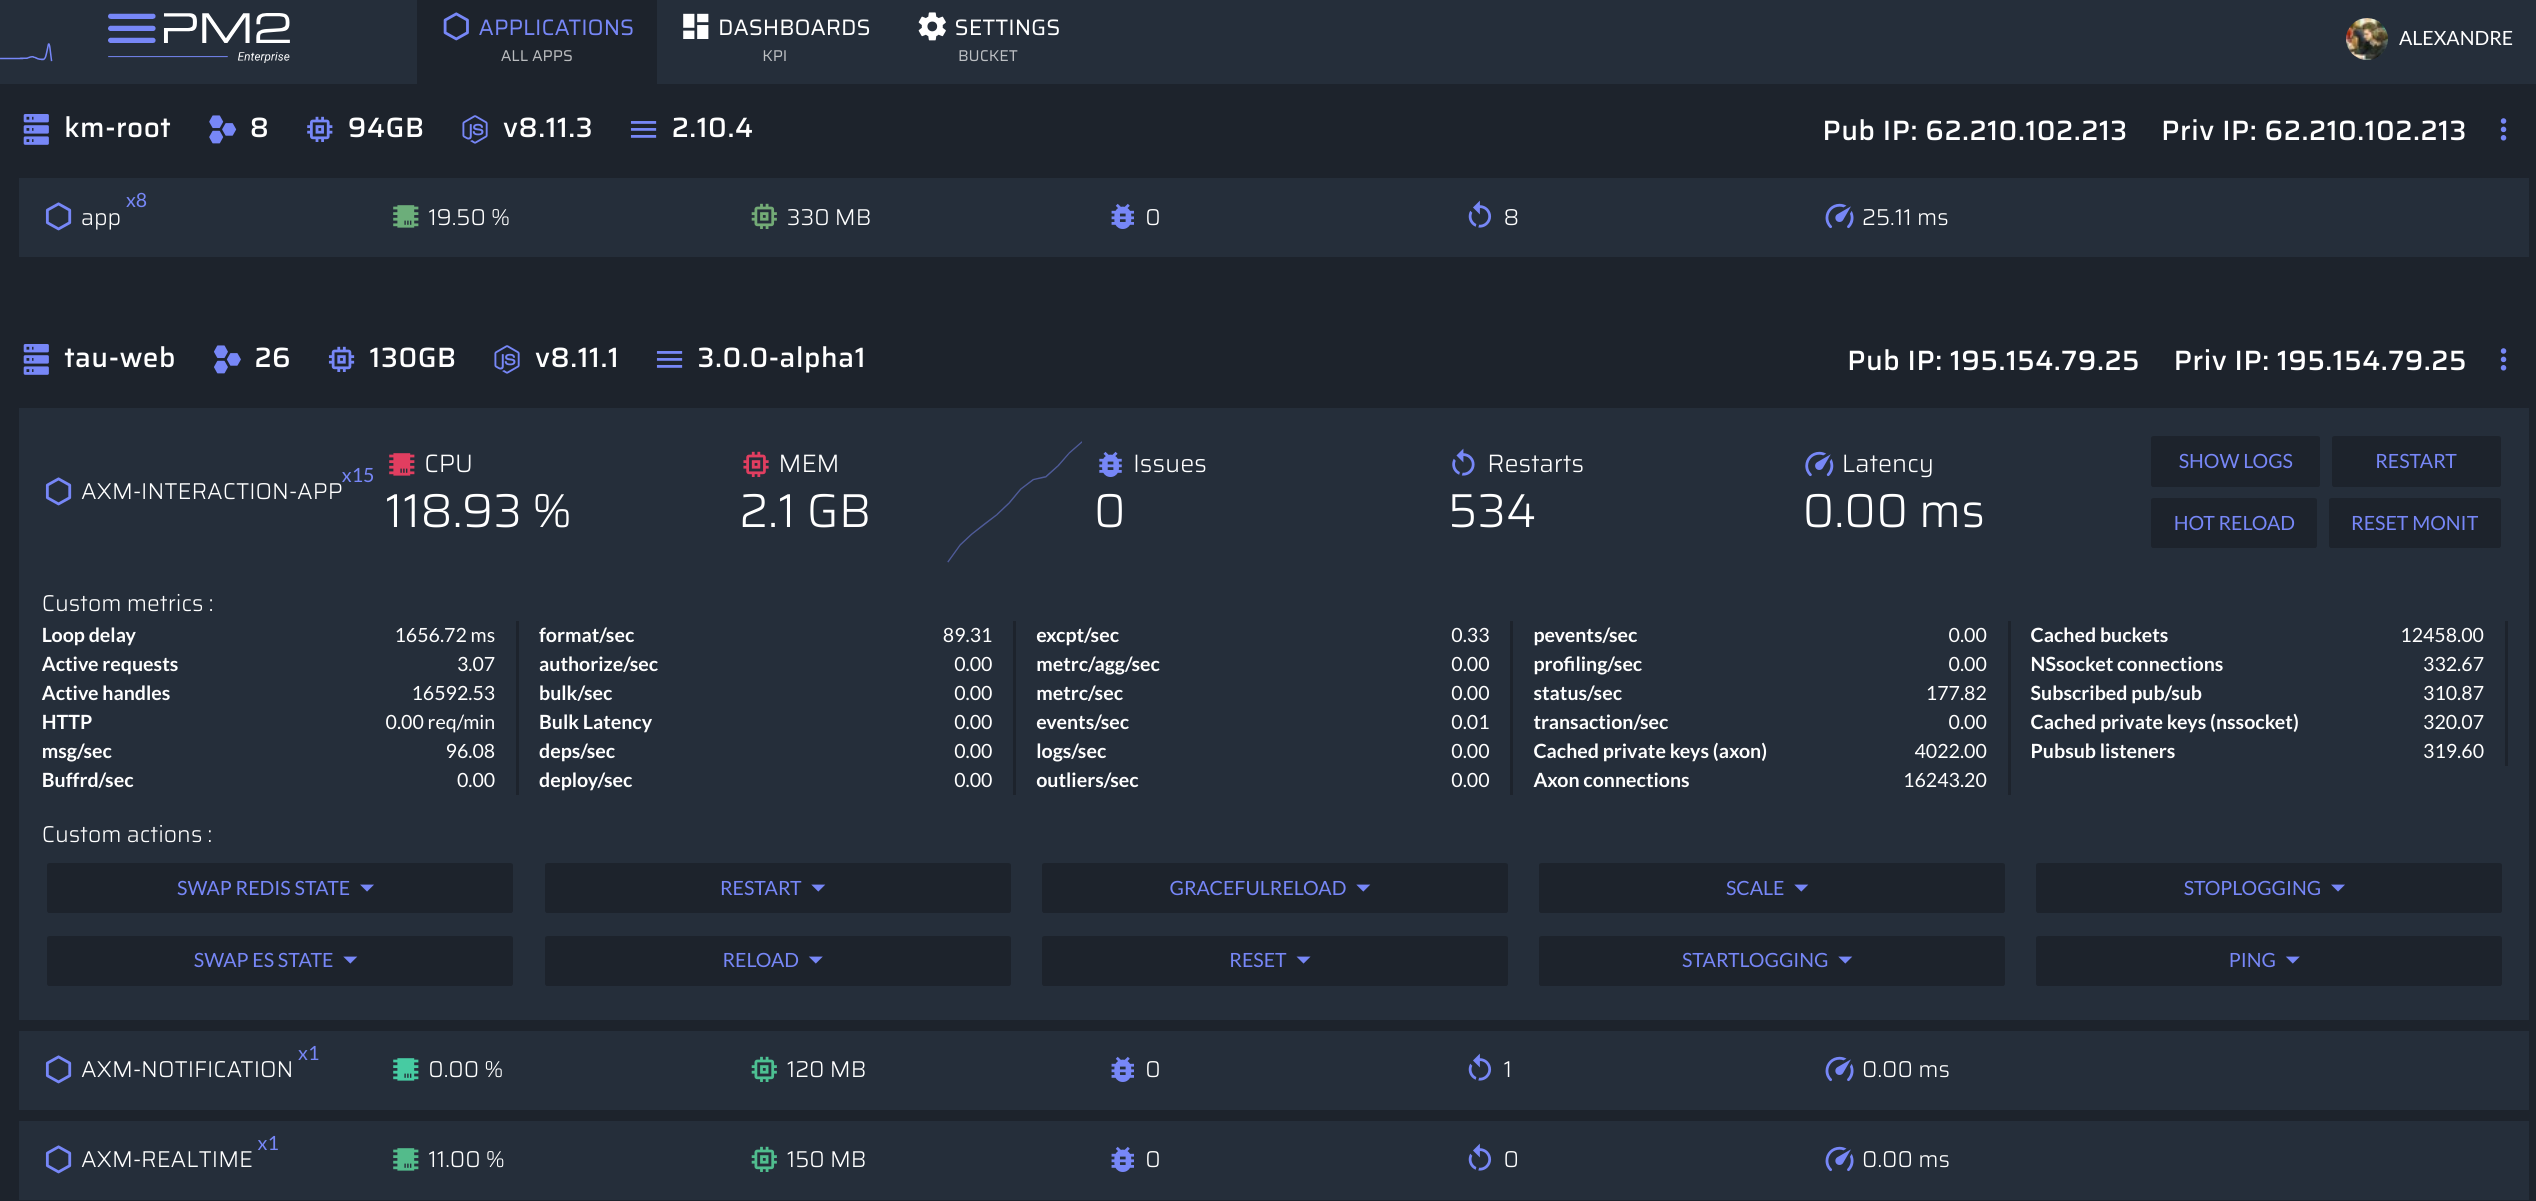 PM2
Enterprise
APPLICATIONS
ALL APPS
DASHBOARDS
KPI
SETTINGS
BUCKET
ALEXANDRE
km-root 8 94GB JS v8.11.3 2.10.4 Pub IP: 62.210.102.213 Priv IP: 62.210.102.213
app x8 19.50 % 330 MB 0 8 25.11 ms
tau-web 26 130GB JS v8.11.1 3.0.0-alpha1 Pub IP: 195.154.79.25 Priv IP: 195.154.79.25
AXM-INTERACTION-APP x15
CPU
118.93 %
MEM
2.1 GB
Issues
0
Restarts
534
Latency
0.00 ms
SHOW LOGS RESTART
HOT RELOAD RESET MONIT
Custom metrics :
Loop delay 1656.72 ms
Active requests 3.07
Active handles 16592.53
HTTP 0.00 req/min
msg/sec 96.08
Buffrd/sec 0.00
format/sec 89.31
authorize/sec 0.00
bulk/sec 0.00
Bulk Latency 0.00
deps/sec 0.00
deploy/sec 0.00
excpt/sec 0.33
metrc/agg/sec 0.00
metrc/sec 0.00
events/sec 0.01
logs/sec 0.00
outliers/sec 0.00
pevents/sec 0.00
profiling/sec 0.00
status/sec 177.82
transaction/sec 0.00
Cached private keys (axon) 4022.00
Axon connections 16243.20
Cached buckets 12458.00
NSsocket connections 332.67
Subscribed pub/sub 310.87
Cached private keys (nssocket) 320.07
Pubsub listeners 319.60
Custom actions :
SWAP REDIS STATE RESTART GRACEFULRELOAD SCALE STOPLOGGING
SWAP ES STATE RELOAD RESET STARTLOGGING PING
AXM-NOTIFICATION x1 0.00 % 120 MB 0 1 0.00 ms
AXM-REALTIME x1 11.00 % 150 MB 0 0 0.00 ms